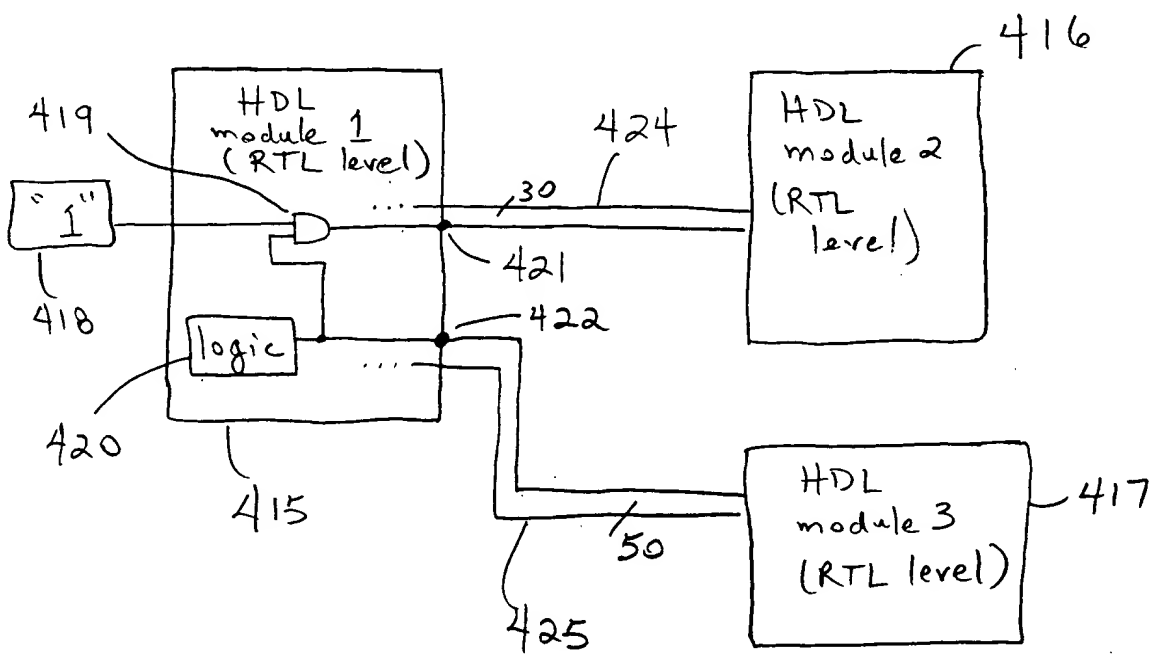 416
HDL
module 1
(RTL level)
419
424
HDL
module 2
(RTL
level)
"1"
... 30
421
418
422
logic
...
420
415
HDL
module 3
(RTL level)
417
50
425